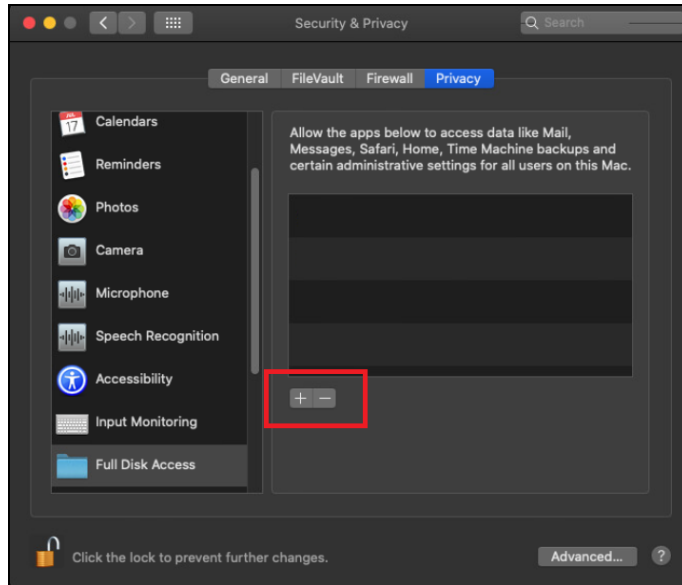 Security & Privacy
Search
General
FileVault
Firewall
Privacy
JUL
17
Calendars
Reminders
Photos
Camera
Microphone
Speech Recognition
Accessibility
Input Monitoring
Full Disk Access
Allow the apps below to access data like Mail,
Messages, Safari, Home, Time Machine backups and
certain administrative settings for all users on this Mac.
+ −
Click the lock to prevent further changes.
Advanced...
?